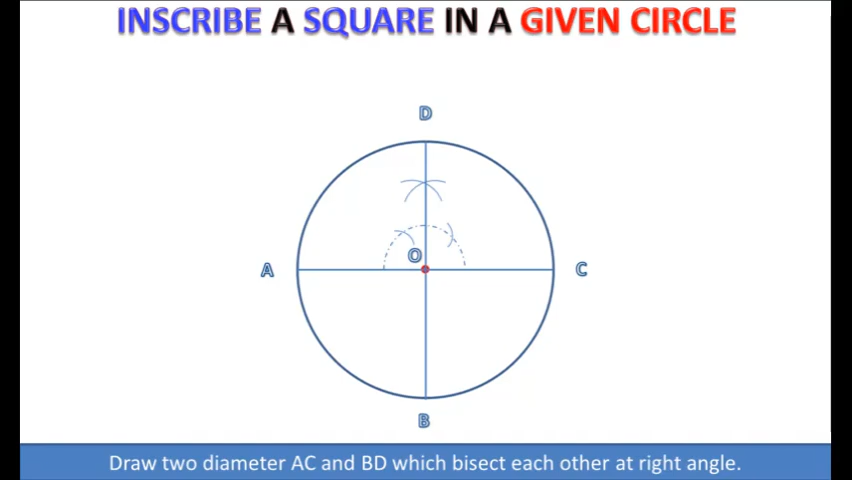 INSCRIBE A SQUARE IN A GIVEN CIRCLE
D
O
A
C
B
Draw two diameter AC and BD which bisect each other at right angle.